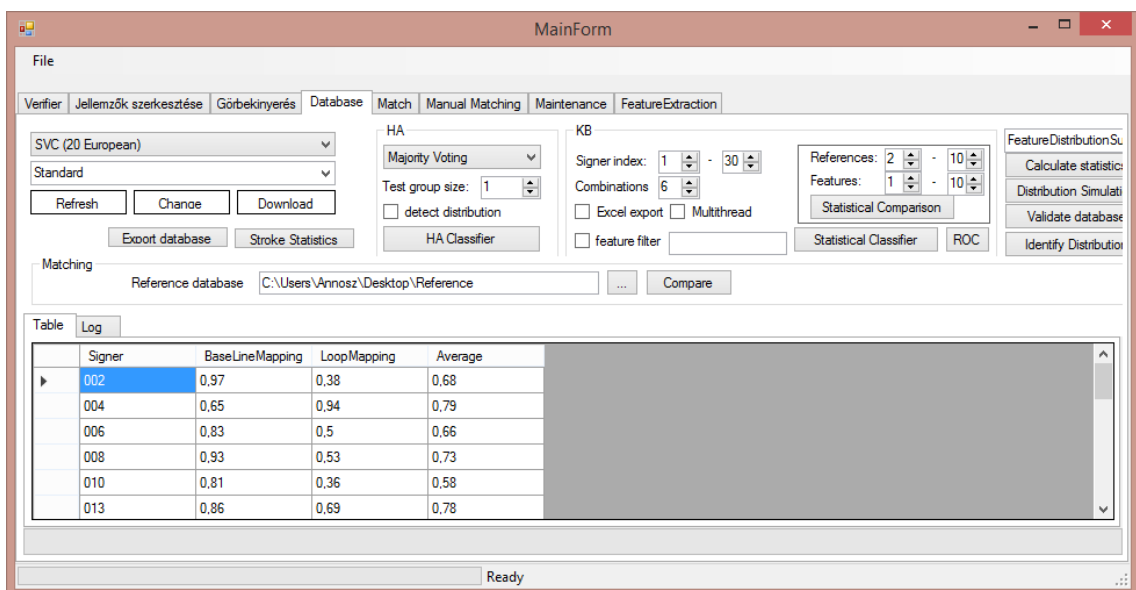 MainForm
File
Verifier Jellemzők szerkesztése Görbekinyerés Database Match Manual Matching Maintenance FeatureExtraction
SVC (20 European)
Standard
Refresh Change Download
Export database Stroke Statistics
HA
Majority Voting
Test group size: 1
detect distribution
HA Classifier
KB
Signer index: 1 - 30
Combinations 6
Excel export Multithread
feature filter
References: 2 - 10
Features: 1 - 10
Statistical Comparison
Statistical Classifier ROC
FeatureDistributionSu
Calculate statistics
Distribution Simulati
Validate database
Identify Distribution
Matching
Reference database C:\Users\Annosz\Desktop\Reference ... Compare
Table Log
Signer BaseLineMapping LoopMapping Average
002 0,97 0,38 0,68
004 0,65 0,94 0,79
006 0,83 0,5 0,66
008 0,93 0,53 0,73
010 0,81 0,36 0,58
013 0,86 0,69 0,78
Ready